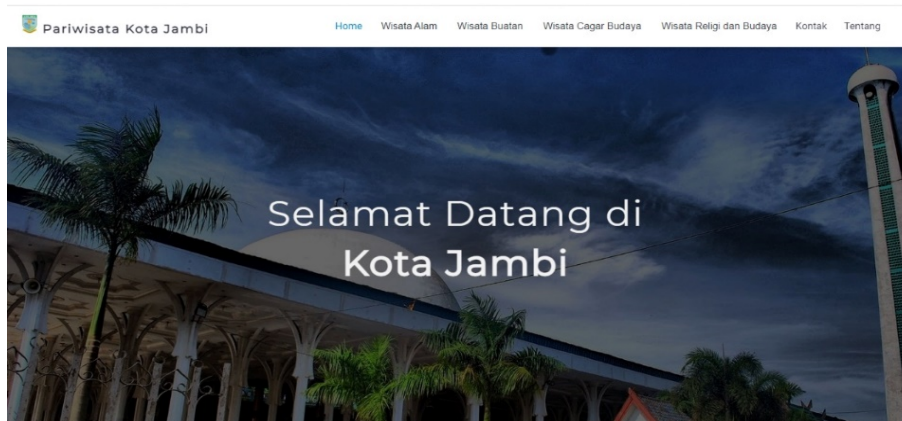 Pariwisata Kota Jambi
Home Wisata Alam Wisata Buatan Wisata Cagar Budaya Wisata Religi dan Budaya Kontak Tentang
Selamat Datang di
Kota Jambi